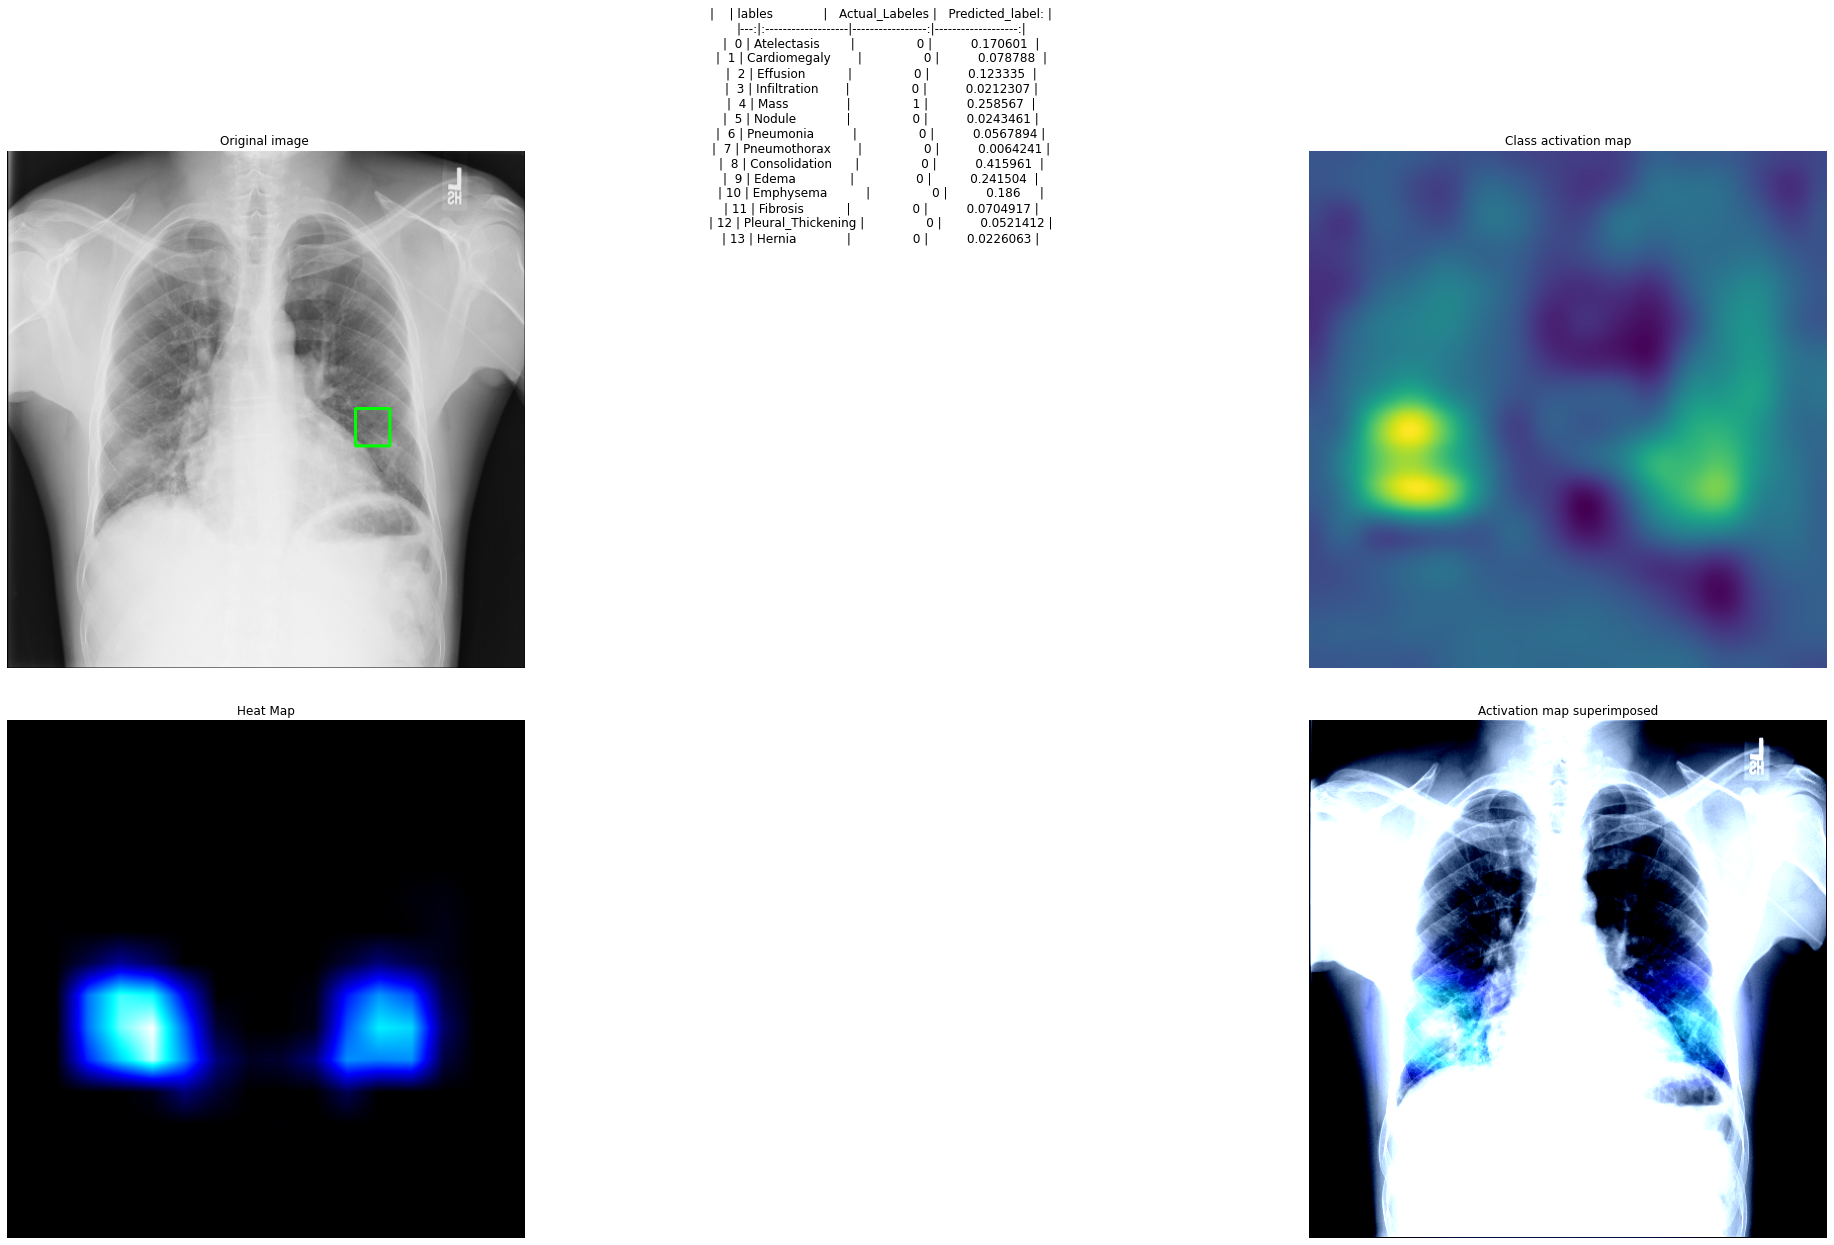 |    | lables             |   Actual_Labeles |   Predicted_label: |
|---:|:-------------------|-----------------:|-------------------:|
|  0 | Atelectasis        |                0 |          0.170601  |
|  1 | Cardiomegaly       |                0 |          0.078788  |
|  2 | Effusion           |                0 |          0.123335  |
|  3 | Infiltration       |                0 |          0.0212307 |
|  4 | Mass               |                1 |          0.258567  |
|  5 | Nodule             |                0 |          0.0243461 |
|  6 | Pneumonia          |                0 |          0.0567894 |
|  7 | Pneumothorax       |                0 |          0.0064241 |
|  8 | Consolidation      |                0 |          0.415961  |
|  9 | Edema              |                0 |          0.241504  |
| 10 | Emphysema          |                0 |          0.186     |
| 11 | Fibrosis           |                0 |          0.0704917 |
| 12 | Pleural_Thickening |                0 |          0.0521412 |
| 13 | Hernia             |                0 |          0.0226063 |
Original image
Class activation map
L
Heat Map
Activation map superimposed
L